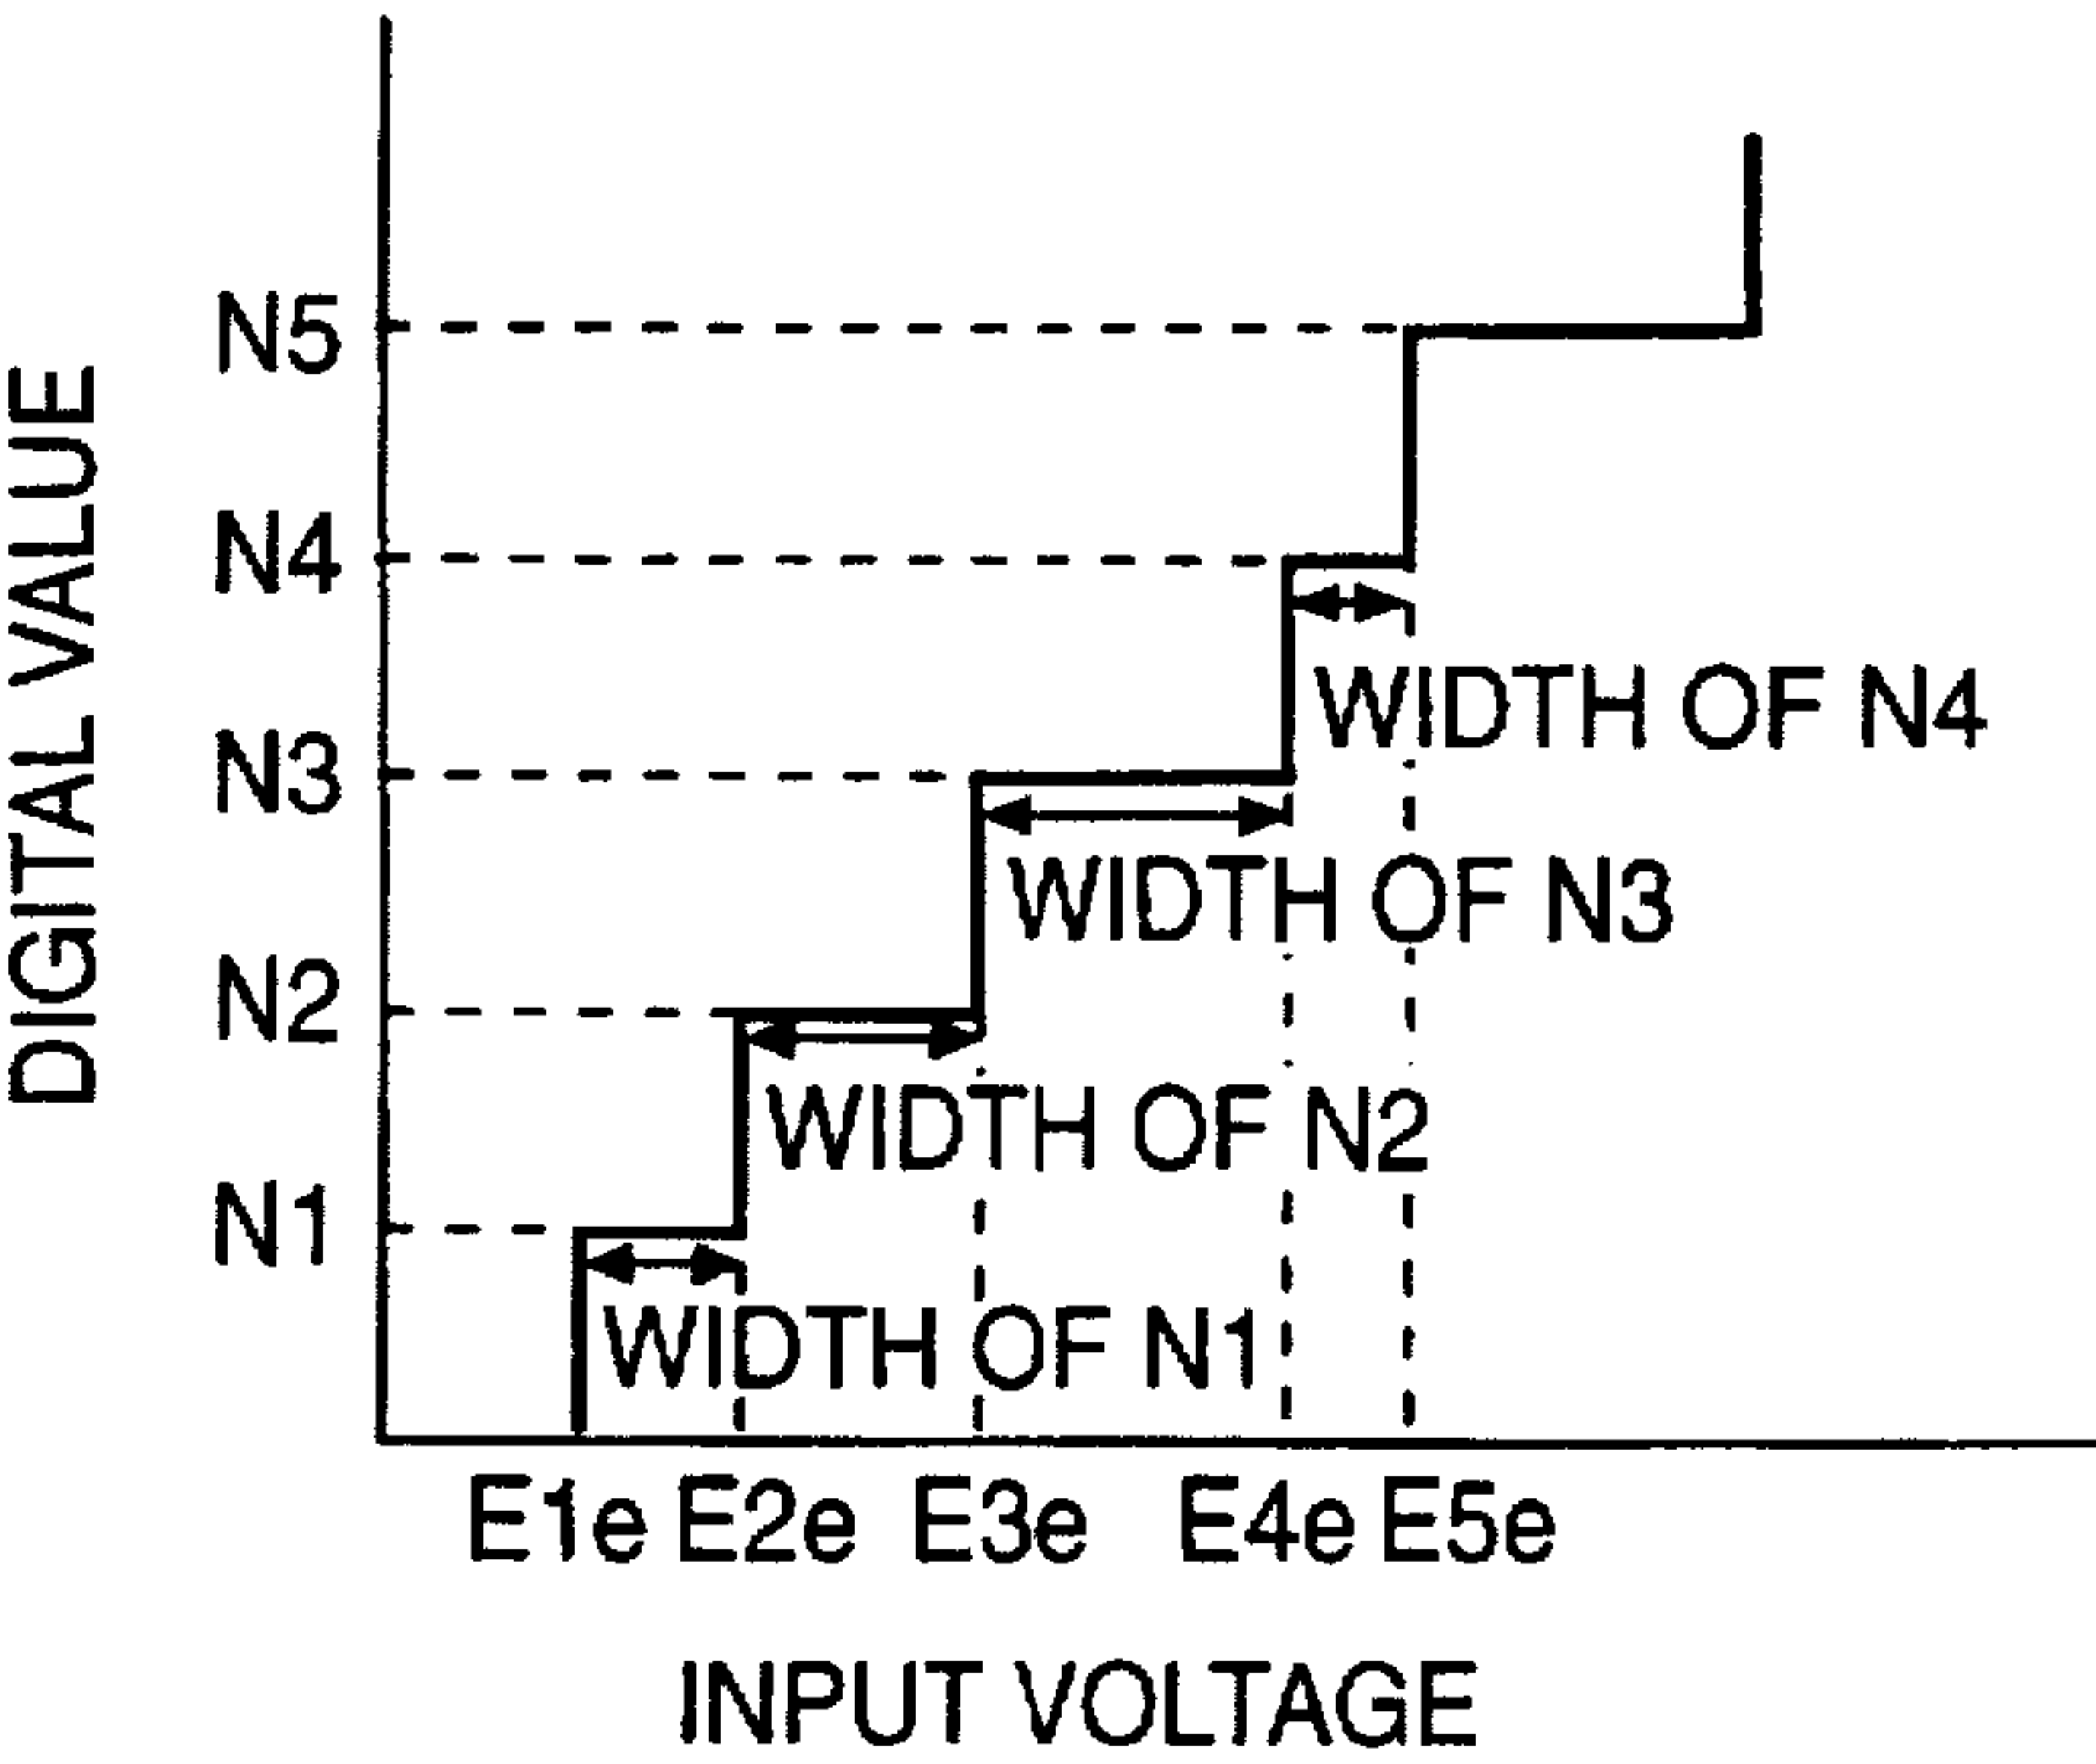 DIGITAL VALUE
N5
N4
N3
N2
N1
WIDTH OF N4
WIDTH OF N3
WIDTH OF N2
WIDTH OF N1
E1e E2e E3e E4e E5e
INPUT VOLTAGE